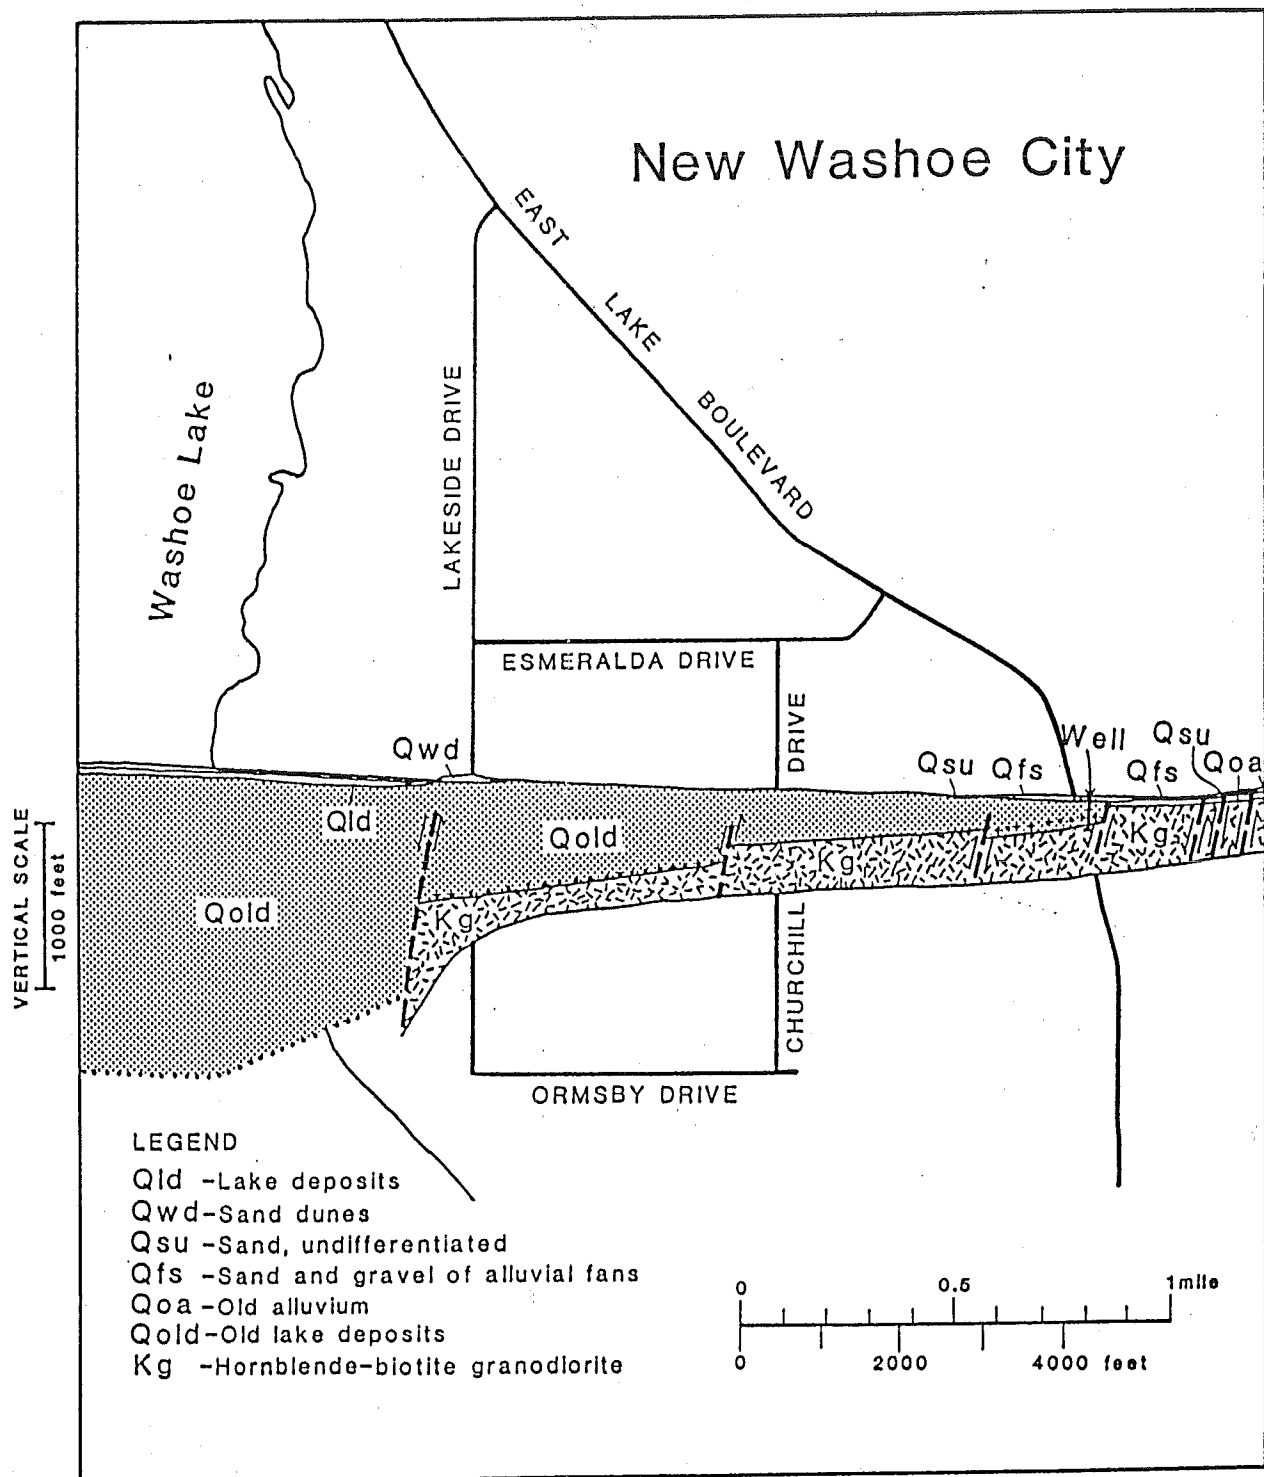 New Washoe City
EAST LAKE BOULEVARD
LAKESIDE DRIVE
Washoe Lake
ESMERALDA DRIVE
CHURCHILL DRIVE
Qwd
Well
Qsu
Qsu
Qfs
Qfs
Qoa
Qld
Qold
Kg
Kg
Qold
Kg
VERTICAL SCALE
1000 feet
ORMSBY DRIVE
LEGEND
Qld -Lake deposits
Qwd-Sand dunes
Qsu -Sand, undifferentiated
Qfs -Sand and gravel of alluvial fans
Qoa -Old alluvium
Qold-Old lake deposits
Kg -Hornblende-biotite granodiorite
0 0.5 1 mile
0 2000 4000 feet